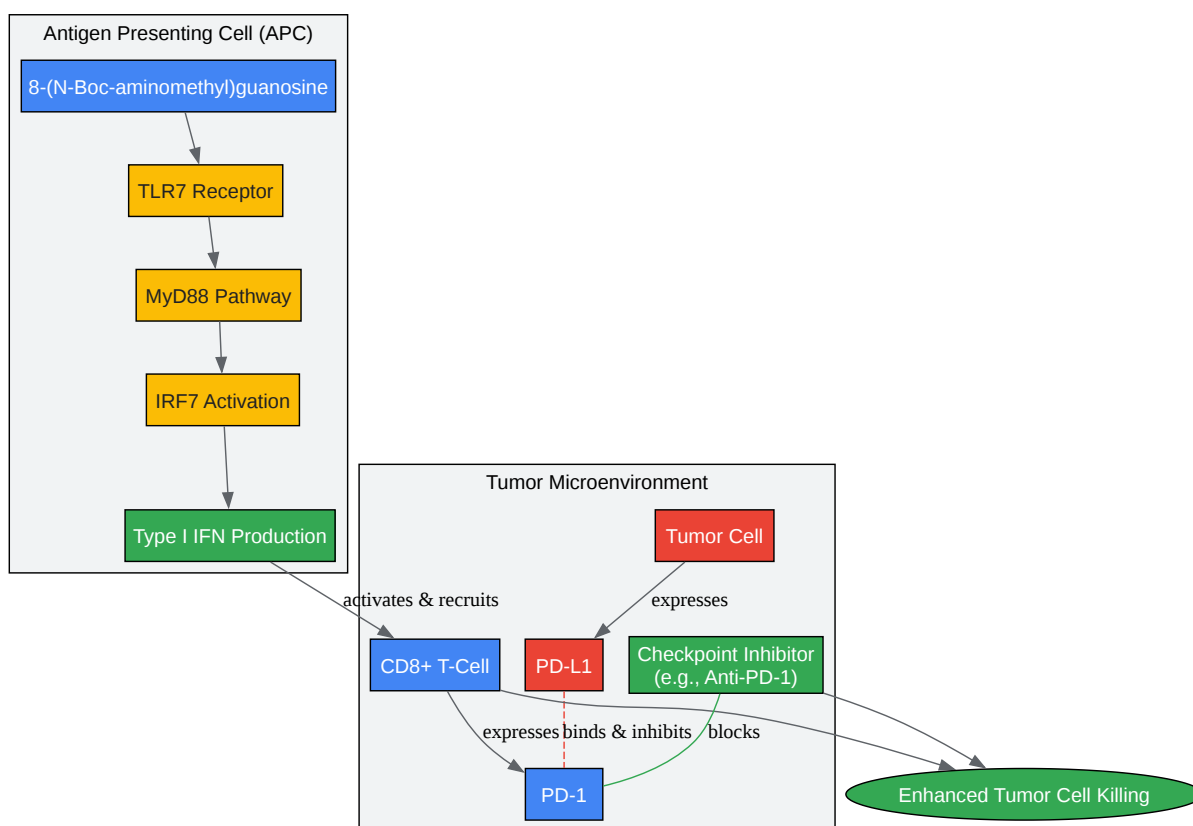 Antigen Presenting Cell (APC)
8-(N-Boc-aminomethyl)guanosine
TLR7 Receptor
MyD88 Pathway
IRF7 Activation
Type I IFN Production
Tumor Microenvironment
Tumor Cell
activates & recruits
expresses
CD8+ T-Cell
PD-L1
Checkpoint Inhibitor
(e.g., Anti-PD-1)
expresses
binds & inhibits
blocks
PD-1
Enhanced Tumor Cell Killing